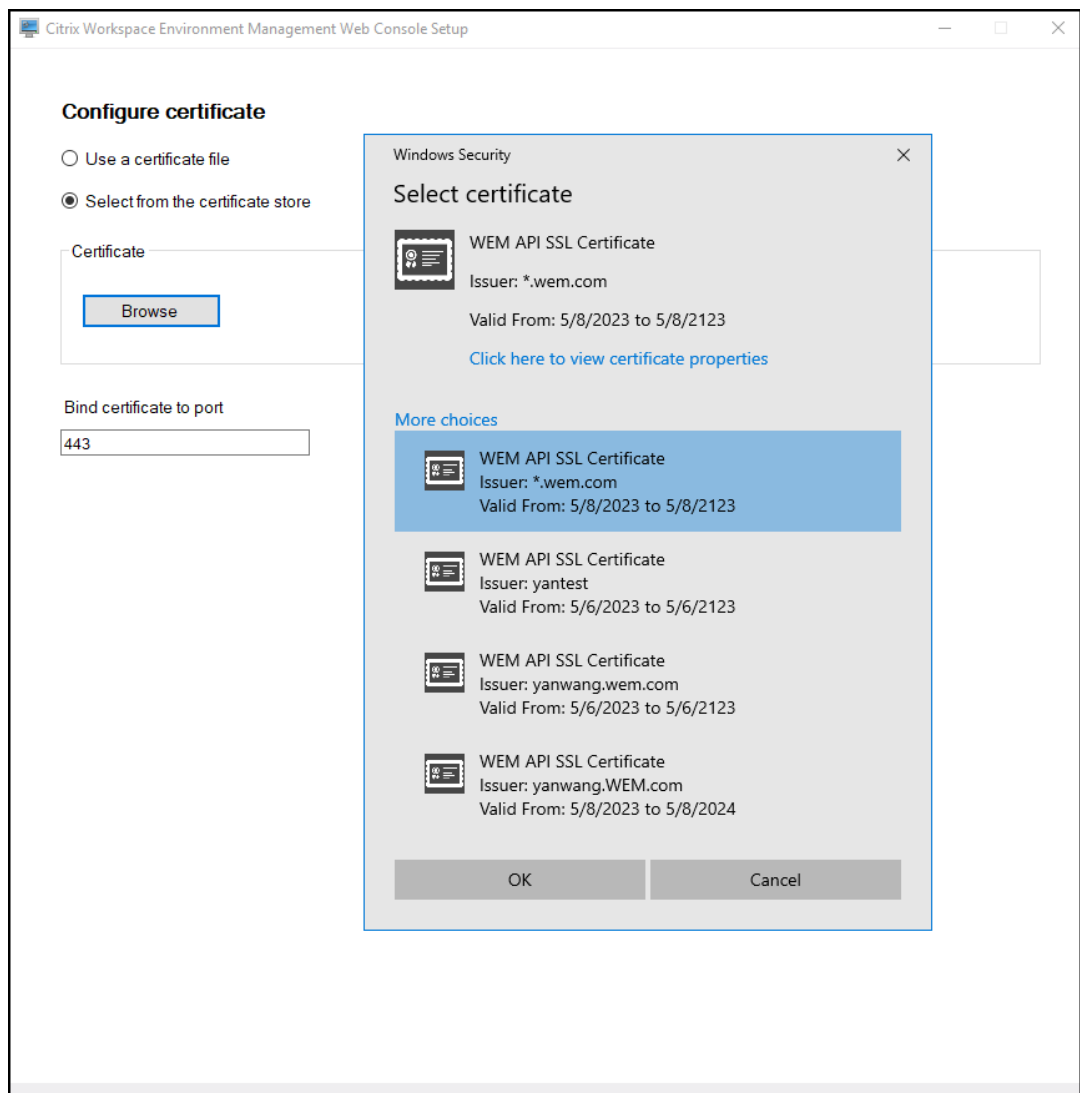 Citrix Workspace Environment Management Web Console Setup
Configure certificate
Use a certificate file
Select from the certificate store
Certificate
Browse
Bind certificate to port
443
Windows Security
Select certificate
WEM API SSL Certificate
Issuer: *.wem.com
Valid From: 5/8/2023 to 5/8/2123
Click here to view certificate properties
More choices
WEM API SSL Certificate
Issuer: *.wem.com
Valid From: 5/8/2023 to 5/8/2123
WEM API SSL Certificate
Issuer: yantest
Valid From: 5/6/2023 to 5/6/2123
WEM API SSL Certificate
Issuer: yanwang.wem.com
Valid From: 5/6/2023 to 5/6/2123
WEM API SSL Certificate
Issuer: yanwang.WEM.com
Valid From: 5/8/2023 to 5/8/2024
OK
Cancel